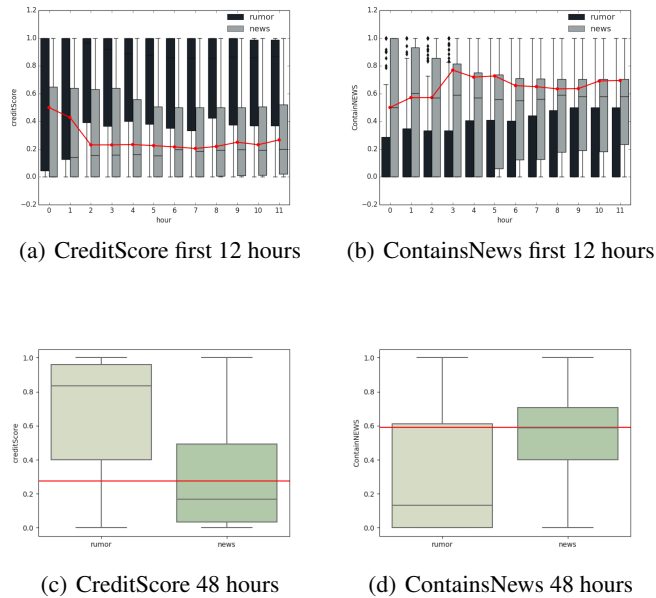 rumor
news
creditScore
1.0
0.8
0.6
0.4
0.2
0.0
−0.2
0 1 2 3 4 5 6 7 8 9 10 11
hour
(a) CreditScore first 12 hours
rumor
news
ContainNEWS
1.2
1.0
0.8
0.6
0.4
0.2
0.0
−0.2
0 1 2 3 4 5 6 7 8 9 10 11
hour
(b) ContainsNews first 12 hours
creditScore
1.0
0.8
0.6
0.4
0.2
0.0
rumor news
(c) CreditScore 48 hours
ContainNEWS
1.0
0.8
0.6
0.4
0.2
0.0
rumor news
(d) ContainsNews 48 hours